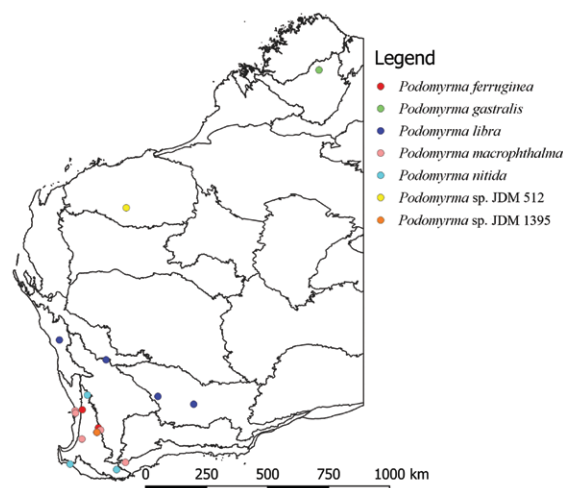 Legend
Podomyrma ferruginea
Podomyrma gastralis
Podomyrma libra
Podomyrma macrophthalma
Podomyrma nitida
Podomyrma sp. JDM 512
Podomyrma sp. JDM 1395
0 250 500 750 1000 km